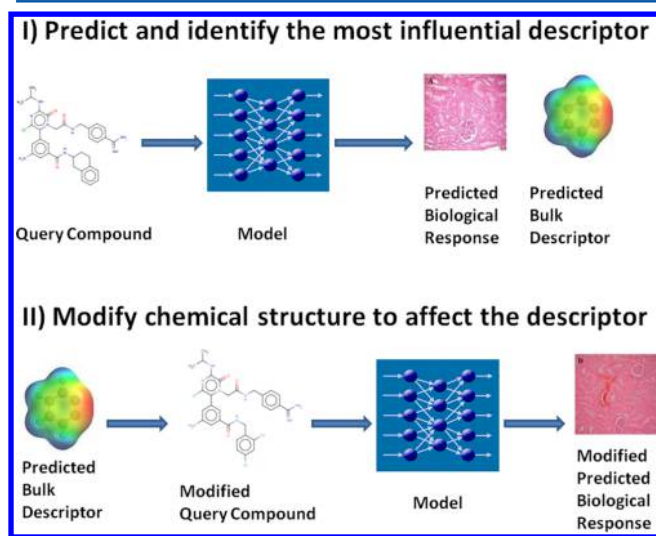 I) Predict and identify the most influential descriptor
Query Compound
Model
Predicted
Biological
Response
Predicted
Bulk
Descriptor
II) Modify chemical structure to affect the descriptor
Predicted
Bulk
Descriptor
Modified
Query Compound
Model
Modified
Predicted
Biological
Response